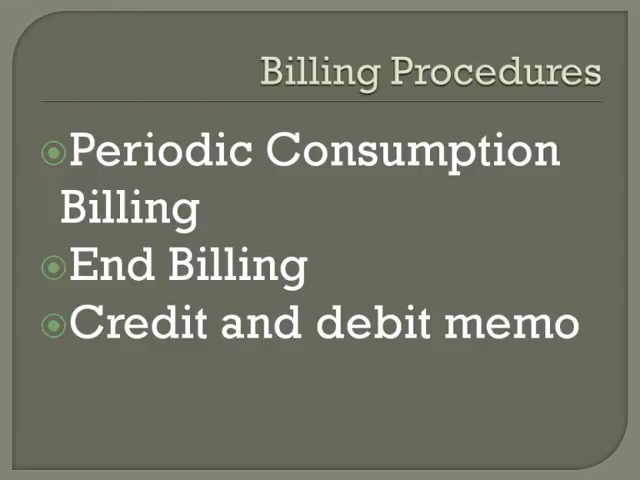 Billing Procedures
Periodic Consumption
Billing
End Billing
Credit and debit memo